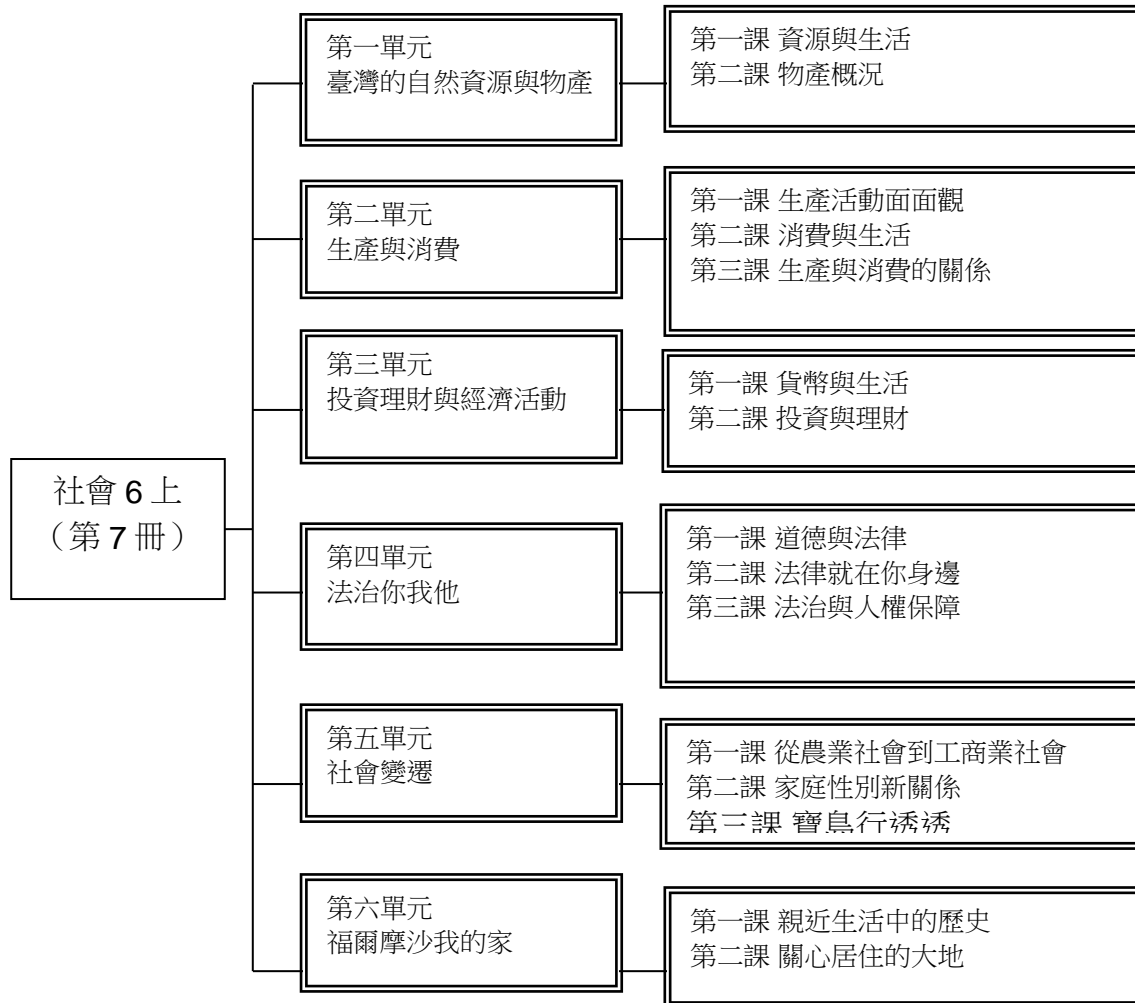 社會 6 上
（第 7 冊）
第一單元
臺灣的自然資源與物產
第一課 資源與生活
第二課 物產概況
第二單元
生產與消費
第一課 生產活動面面觀
第二課 消費與生活
第三課 生產與消費的關係
第三單元
投資理財與經濟活動
第一課 貨幣與生活
第二課 投資與理財
第四單元
法治你我他
第一課 道德與法律
第二課 法律就在你身邊
第三課 法治與人權保障
第五單元
社會變遷
第一課 從農業社會到工商業社會
第二課 家庭性別新關係
第三課 寶島行透透
第六單元
福爾摩沙我的家
第一課 親近生活中的歷史
第二課 關心居住的大地